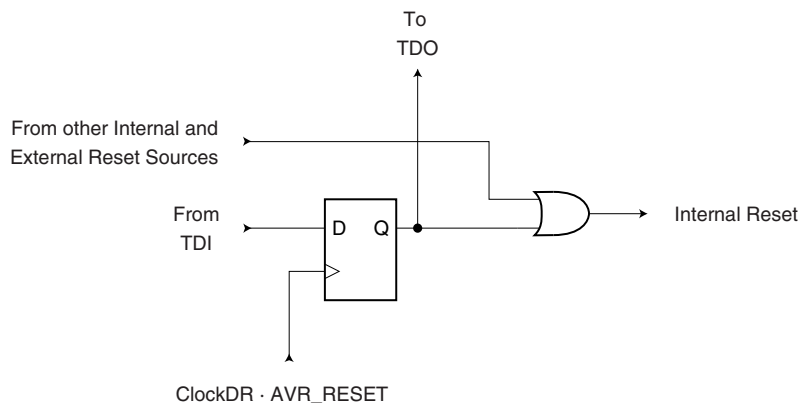 To
TDO
From other Internal and
External Reset Sources
From
TDI
D
Q
Internal Reset
ClockDR · AVR_RESET